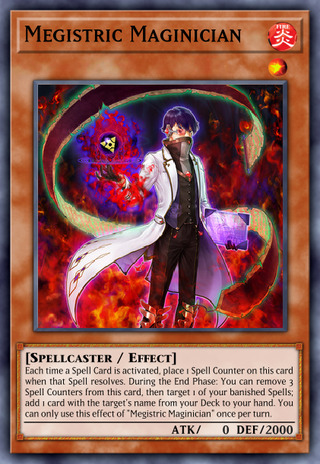 Megistric Maginician
FIRE
炎
[Spellcaster / Effect]
Each time a Spell Card is activated, place 1 Spell Counter on this card
when that Spell resolves. During the End Phase: You can remove 3
Spell Counters from this card, then target 1 of your banished Spells;
add 1 card with the target's name from your Deck to your hand. You
can only use this effect of "Megistric Maginician" once per turn.
ATK/ 0 DEF/2000